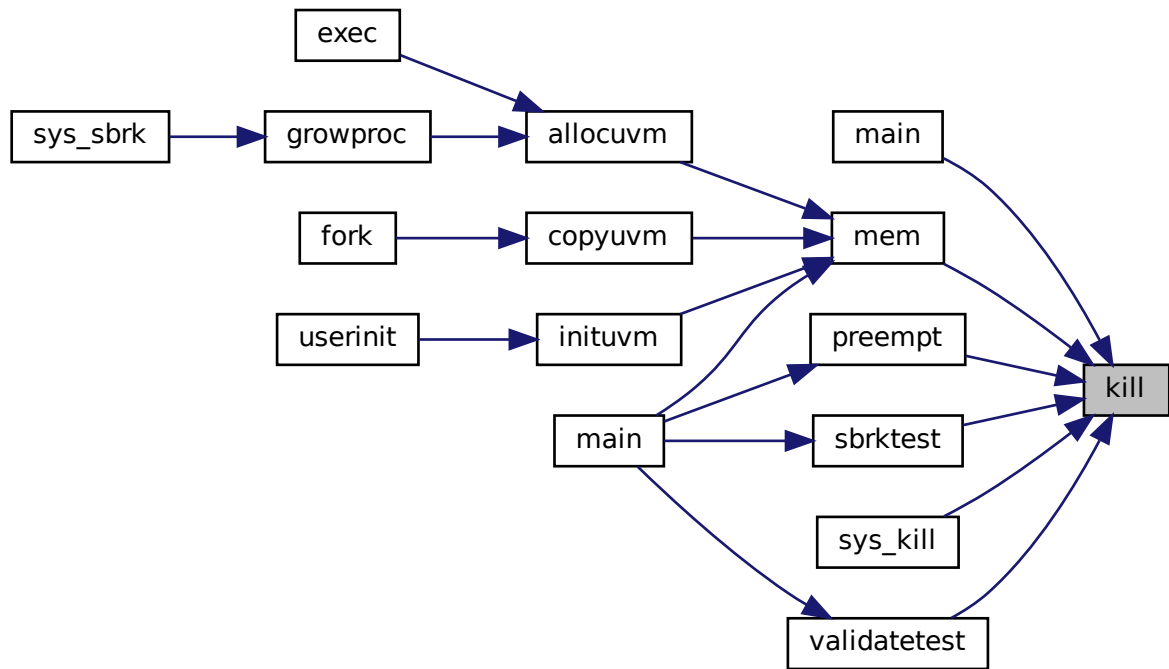 exec
sys_sbrk
growproc
allocuvm
main
fork
copyuvm
mem
userinit
inituvm
preempt
kill
main
sbrktest
sys_kill
validatetest